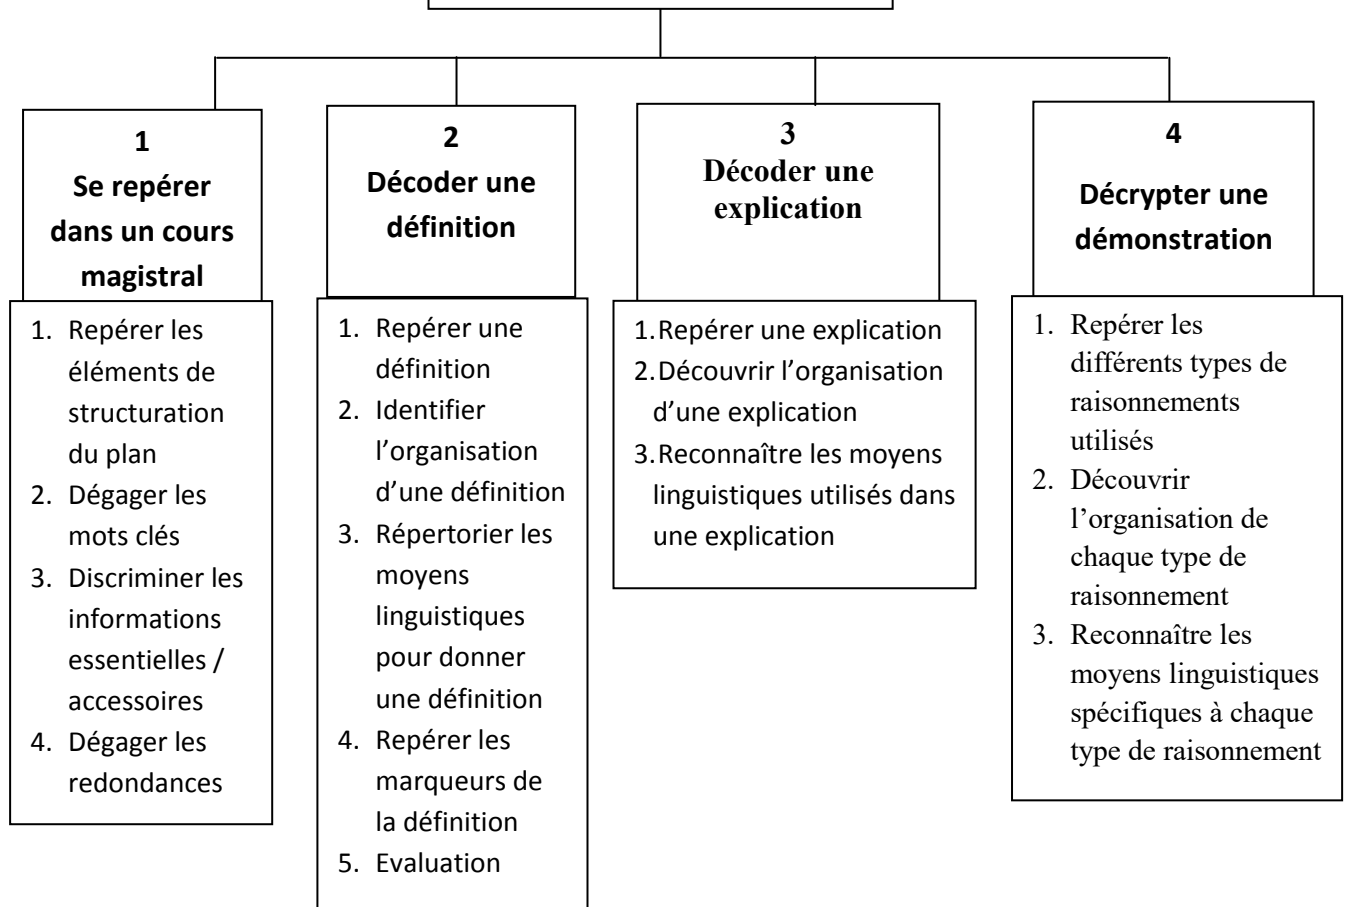 1
Se repérer
dans un cours
magistral
1. Repérer les
éléments de
structuration
du plan
2. Dégager les
mots clés
3. Discriminer les
informations
essentielles /
accessoires
4. Dégager les
redondances
2
Décoder une
définition
1. Repérer une
définition
2. Identifier
l’organisation
d’une définition
3. Répertorier les
moyens
linguistiques
pour donner
une définition
4. Repérer les
marqueurs de
la définition
5. Evaluation
3
Décoder une
explication
1. Repérer une explication
2. Découvrir l’organisation
d’une explication
3. Reconnaître les moyens
linguistiques utilisés dans
une explication
4
Décrypter une
démonstration
1. Repérer les
différents types de
raisonnements
utilisés
2. Découvrir
l’organisation de
chaque type de
raisonnement
3. Reconnaître les
moyens linguistiques
spécifiques à chaque
type de raisonnement